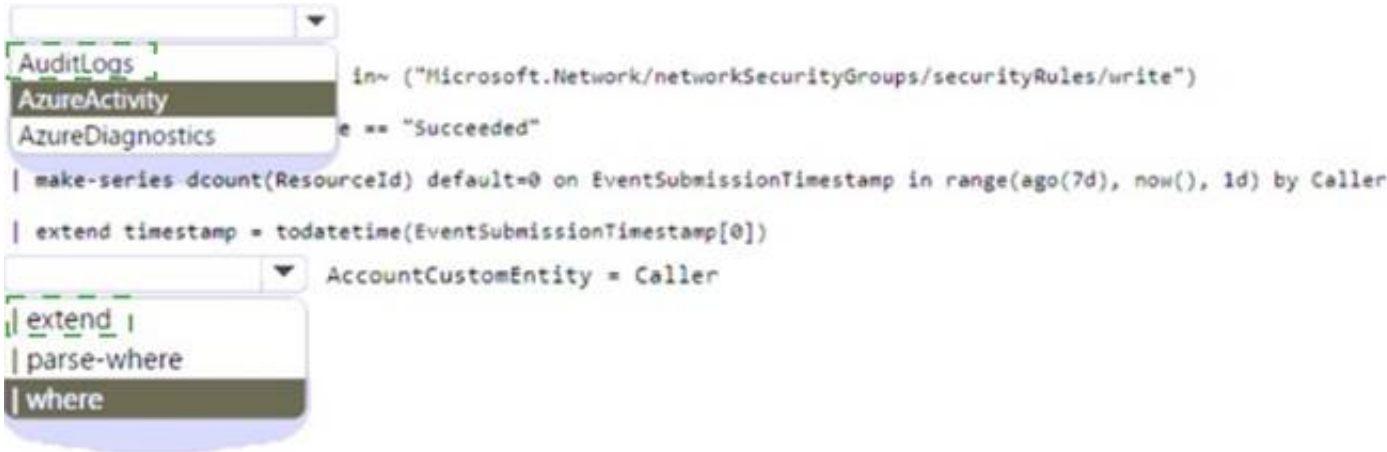 AuditLogs
in~ ("Microsoft.Network/networkSecurityGroups/securityRules/write")
AzureActivity
AzureDiagnostics
e == "Succeeded"
| make-series dcount(ResourceId) default=0 on EventSubmissionTimestamp in range(ago(7d), now(), 1d) by Caller
| extend timestamp = todatetime(EventSubmissionTimestamp[0])
AccountCustomEntity = Caller
| extend
| parse-where
| where